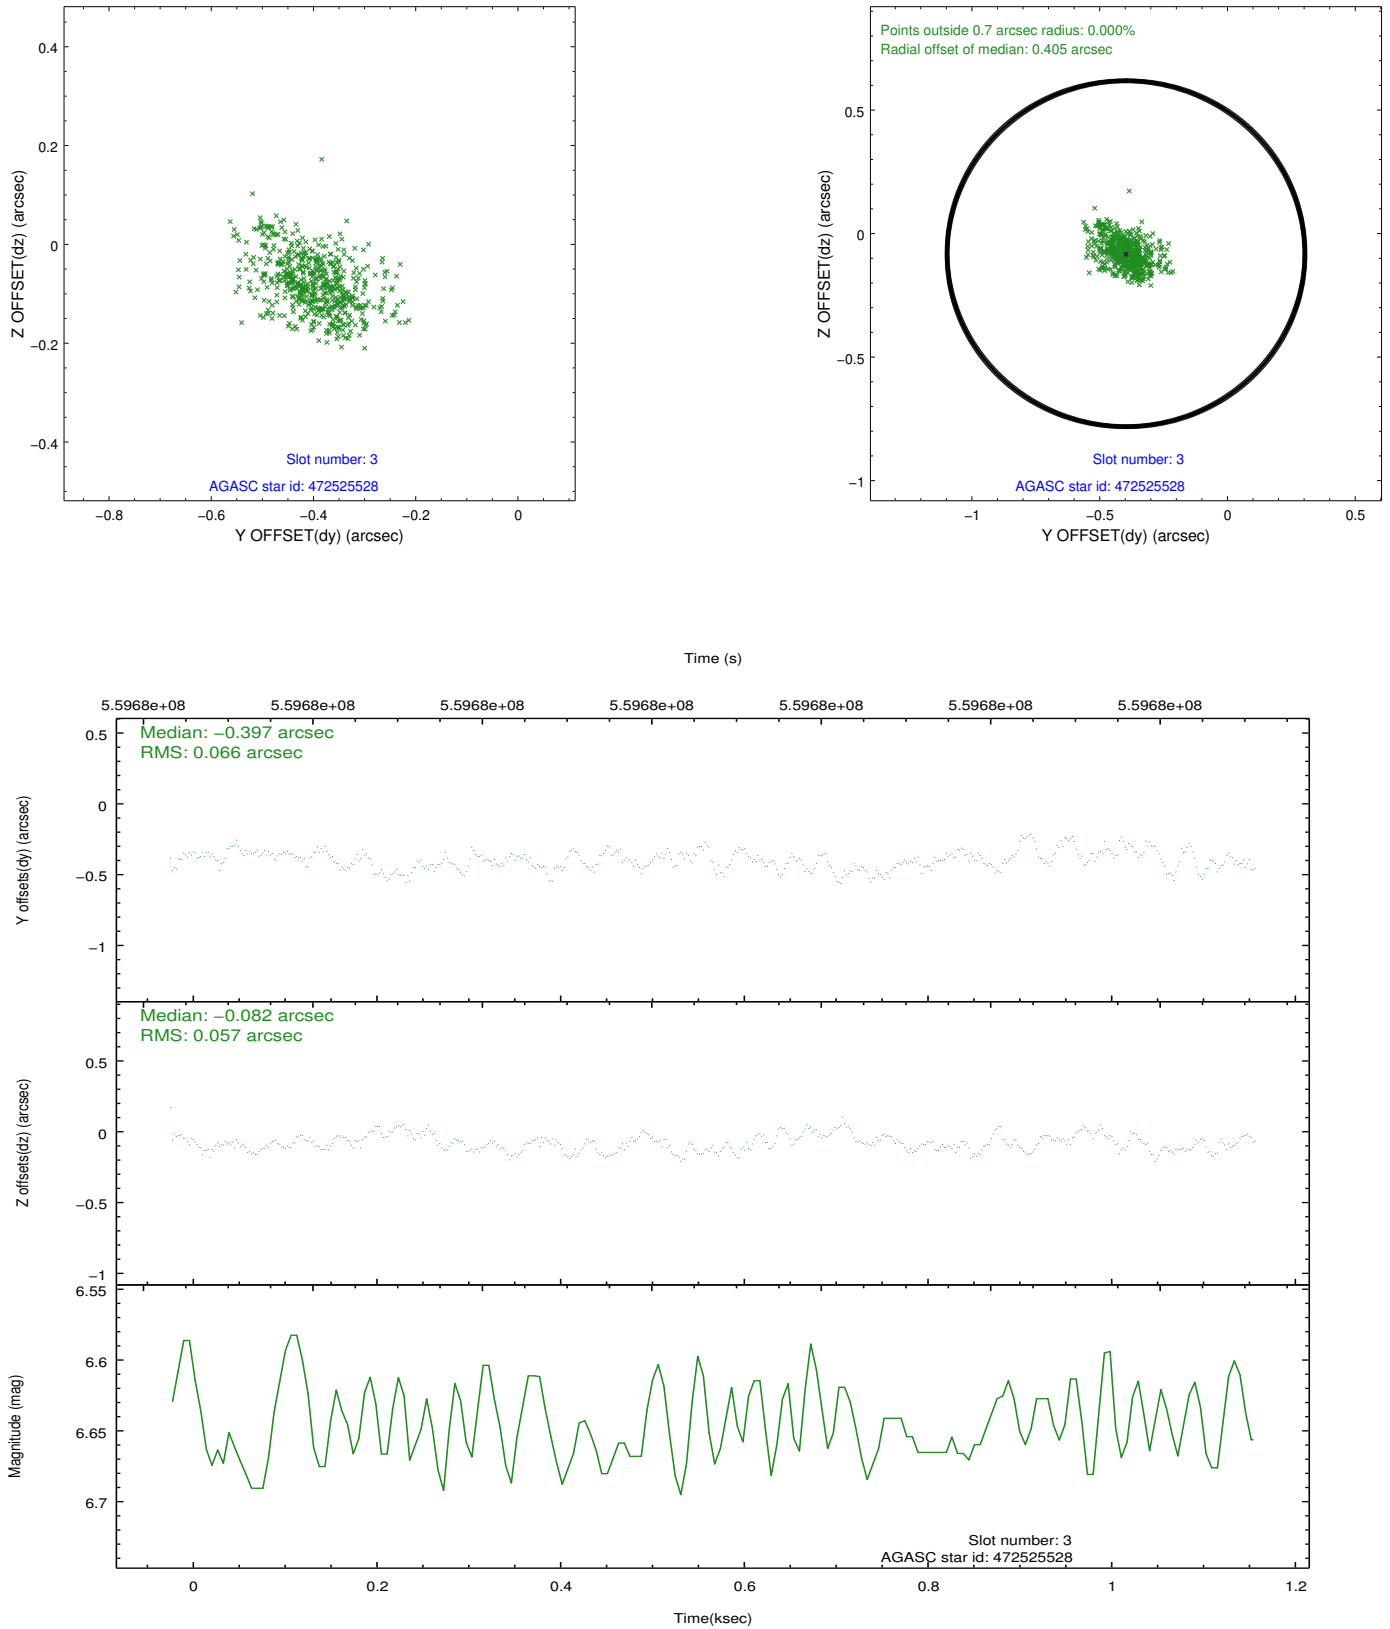 0.4
0.2
0
−0.2
−0.4
Z OFFSET(dz) (arcsec)
Slot number: 3
AGASC star id: 472525528
−0.8 −0.6 −0.4 −0.2 0
Y OFFSET(dy) (arcsec)
Points outside 0.7 arcsec radius: 0.000%
Radial offset of median: 0.405 arcsec
0.5
0
−0.5
−1
Z OFFSET(dz) (arcsec)
Slot number: 3
AGASC star id: 472525528
−1 −0.5 0 0.5
Y OFFSET(dy) (arcsec)
Time (s)
5.5968e+08 5.5968e+08 5.5968e+08 5.5968e+08 5.5968e+08 5.5968e+08 5.5968e+08
Median: −0.397 arcsec
RMS: 0.066 arcsec
0.5
0
−0.5
−1
Y offsets(dy) (arcsec)
Median: −0.082 arcsec
RMS: 0.057 arcsec
0.5
0
−0.5
−1
Z offsets(dz) (arcsec)
6.55
6.6
6.65
6.7
Magnitude (mag)
Slot number: 3
AGASC star id: 472525528
0 0.2 0.4 0.6 0.8 1 1.2
Time(ksec)